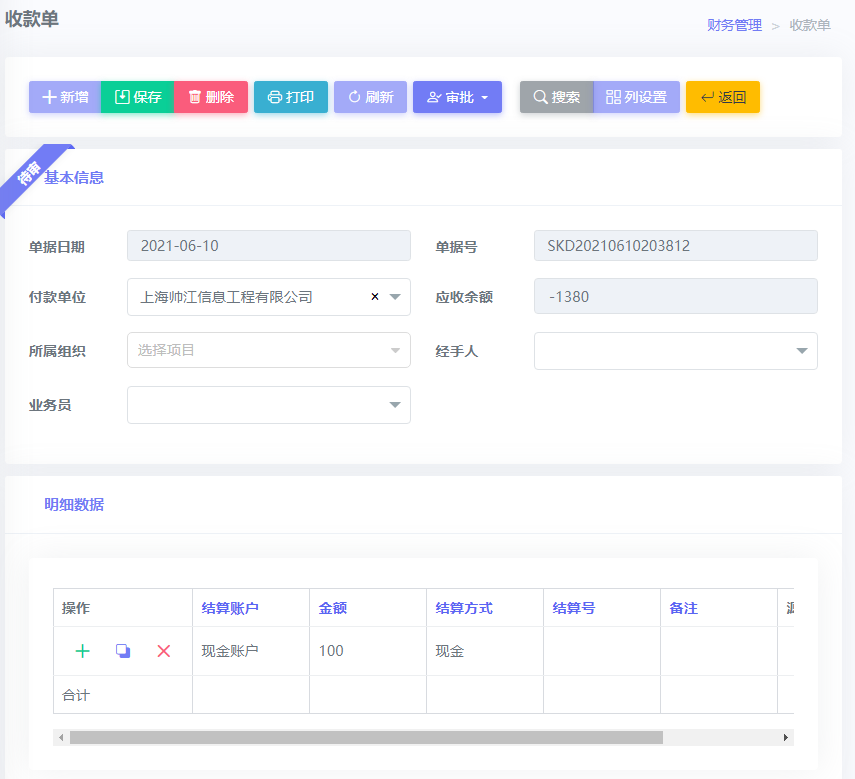 收款单
财务管理 > 收款单
新增 保存 删除 打印 刷新 审批 搜索 列设置 返回
待审
基本信息
单据日期 2021-06-10 单据号 SKD20210610203812
付款单位 上海帅江信息工程有限公司 × 应收余额 -1380
所属组织 选择项目 经手人
业务员
明细数据
操作 结算账户 金额 结算方式 结算号 备注
现金账户 100 现金
合计